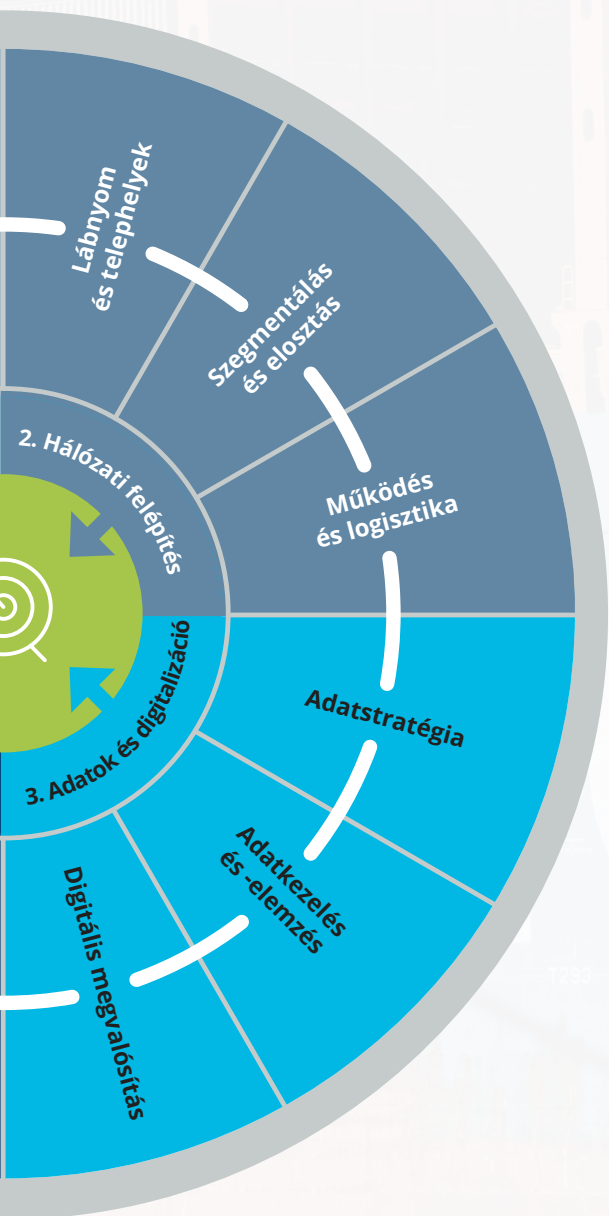 Lábnyom
és telephelyek
Szegmentálás
és elosztás
Működés
és logisztika
2. Hálózati felépítés
3. Adatok és digitalizáció
Adatstratégia
Adatkezelés
és -elemzés
Digitális megvalósítás
7293